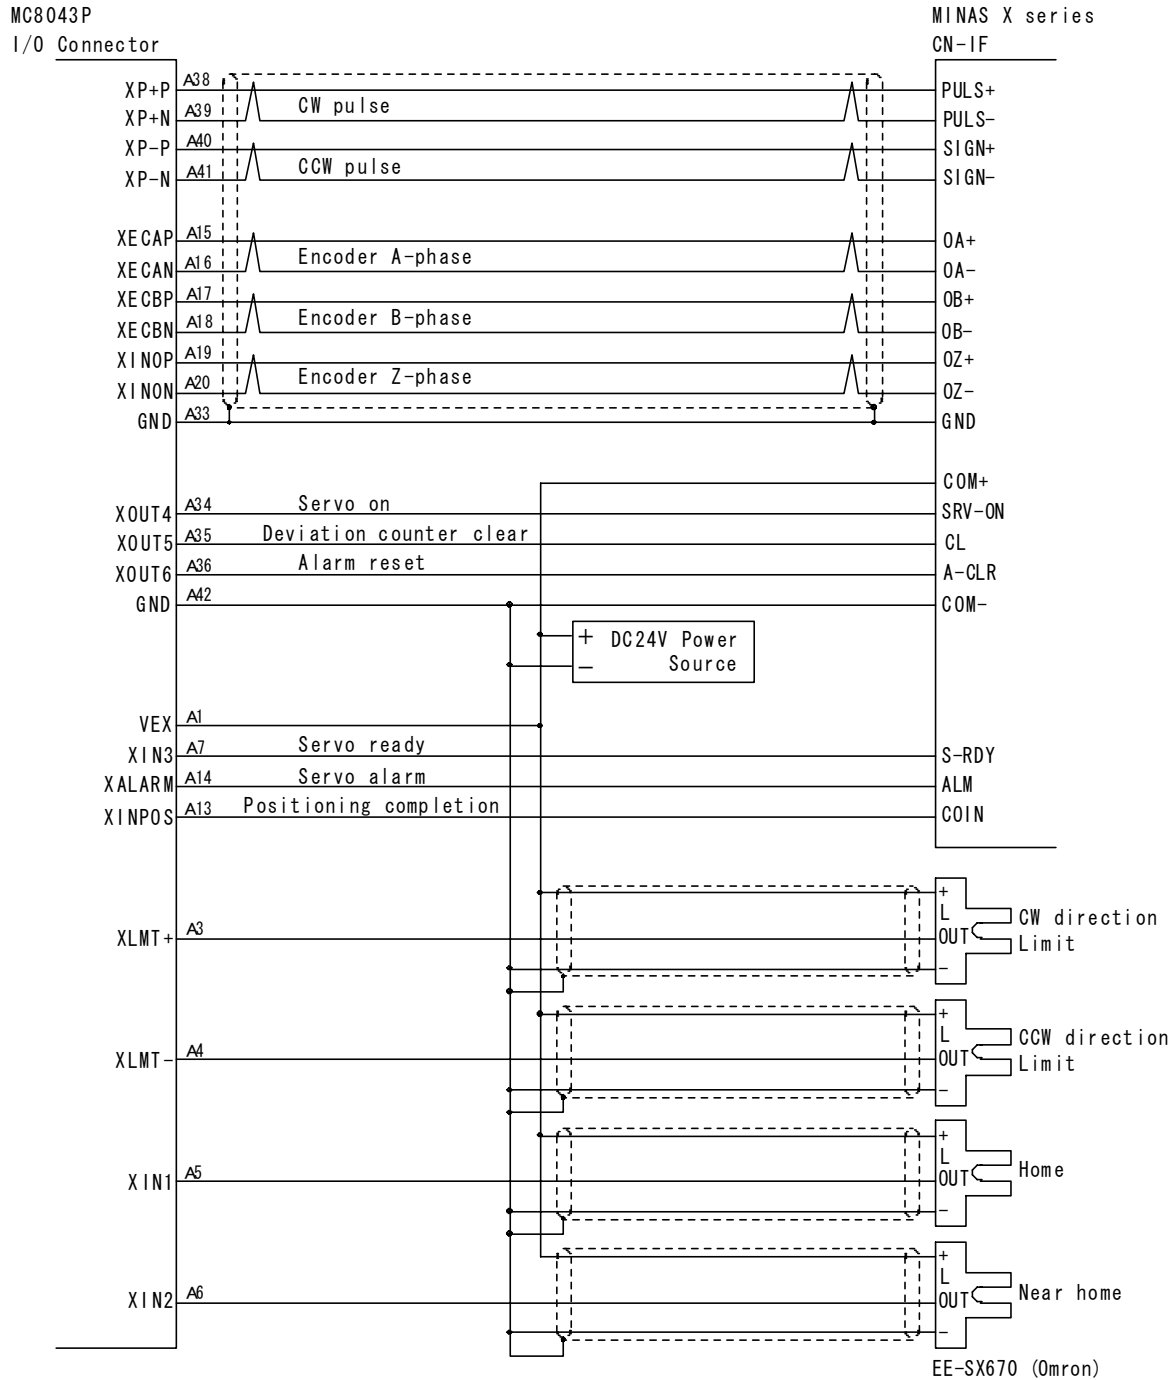 MC8043P
I/O Connector
MINAS X series
CN-IF
XP+P A38 PULS+
CW pulse
XP+N A39 PULS-
XP-P A40 SIGN+
CCW pulse
XP-N A41 SIGN-
XECAP A15 OA+
Encoder A-phase
XECAN A16 OA-
XECBP A17 OB+
Encoder B-phase
XECBN A18 OB-
XINOP A19 OZ+
Encoder Z-phase
XINON A20 OZ-
GND A33 GND
COM+
XOUT4 A34 Servo on SRV-ON
XOUT5 A35 Deviation counter clear CL
XOUT6 A36 Alarm reset A-CLR
GND A42 COM-
+ DC24V Power
- Source
VEX A1
XIN3 A7 Servo ready S-RDY
XALARM A14 Servo alarm ALM
XINPOS A13 Positioning completion COIN
+
L CW direction
XLMT+ A3 OUT Limit
-
+
L CCW direction
XLMT- A4 OUT Limit
-
+
L
XIN1 A5 OUT Home
-
+
L
XIN2 A6 OUT Near home
-
EE-SX670 (Omron)